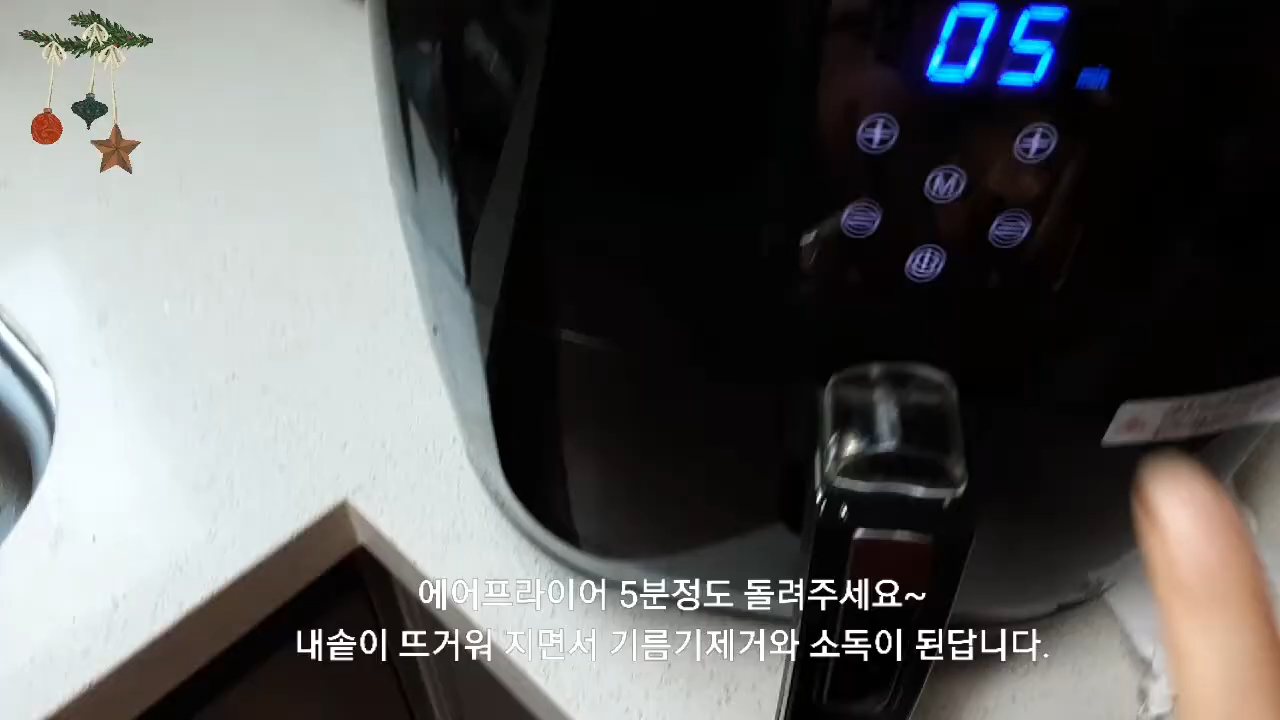 05 min
M
에어프라이어 5분정도 돌려주세요~
내솥이 뜨거워 지면서 기름기제거와 소독이 된답니다.